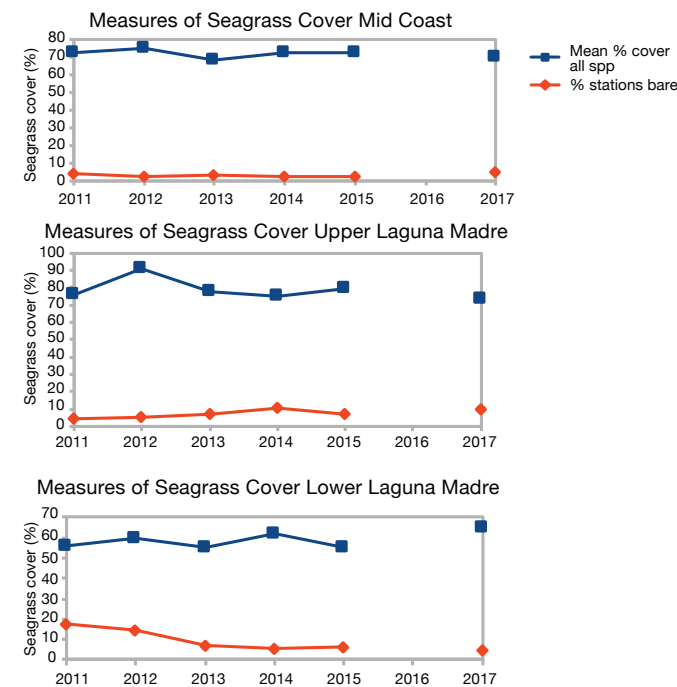 Measures of Seagrass Cover Mid Coast
Seagrass cover (%)
80
70
60
50
40
30
20
10
0
2011 2012 2013 2014 2015 2016 2017
Mean % cover
all spp
% stations bare
Measures of Seagrass Cover Upper Laguna Madre
Seagrass cover (%)
100
90
80
70
60
50
40
30
20
10
0
2011 2012 2013 2014 2015 2016 2017
Measures of Seagrass Cover Lower Laguna Madre
Seagrass cover (%)
70
60
50
40
30
20
10
0
2011 2012 2013 2014 2015 2016 2017